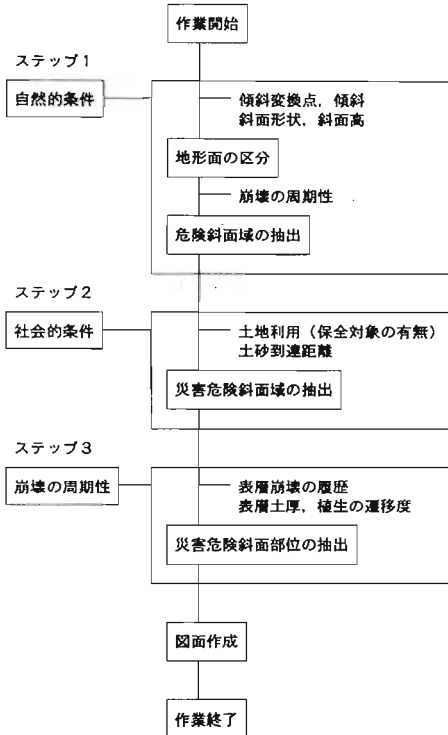 作業開始
ステップ1
自然的条件
傾斜変換点，傾斜
斜面形状，斜面高
地形面の区分
崩壊の周期性
危険斜面域の抽出
ステップ2
社会的条件
土地利用（保全対象の有無）
土砂到達距離
災害危険斜面域の抽出
ステップ3
崩壊の周期性
表層崩壊の履歴
表層土厚，植生の遷移度
災害危険斜面部位の抽出
図面作成
作業終了